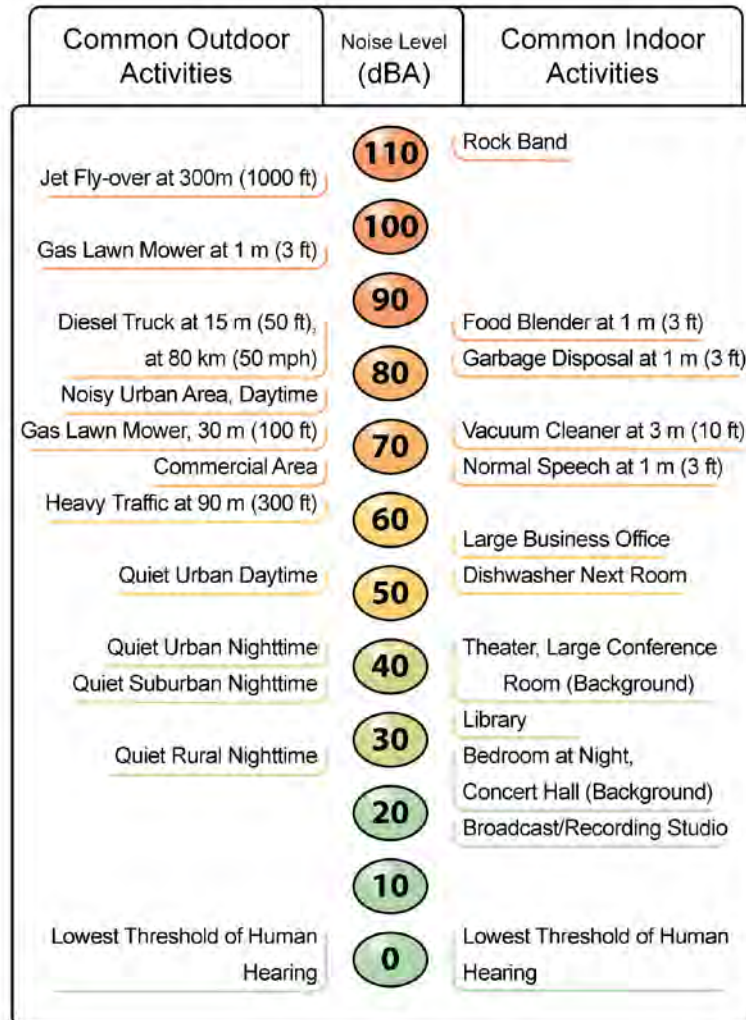 Common Outdoor
Activities
Noise Level
(dBA)
Common Indoor
Activities
110
Rock Band
Jet Fly-over at 300m (1000 ft)
100
Gas Lawn Mower at 1 m (3 ft)
90
Diesel Truck at 15 m (50 ft),
Food Blender at 1 m (3 ft)
at 80 km (50 mph)
80
Garbage Disposal at 1 m (3 ft)
Noisy Urban Area, Daytime
Gas Lawn Mower, 30 m (100 ft)
70
Vacuum Cleaner at 3 m (10 ft)
Commercial Area
Normal Speech at 1 m (3 ft)
Heavy Traffic at 90 m (300 ft)
60
Large Business Office
Quiet Urban Daytime
50
Dishwasher Next Room
Quiet Urban Nighttime
40
Theater, Large Conference
Quiet Suburban Nighttime
Room (Background)
30
Library
Quiet Rural Nighttime
Bedroom at Night,
Concert Hall (Background)
20
Broadcast/Recording Studio
10
Lowest Threshold of Human
Hearing
0
Lowest Threshold of Human
Hearing